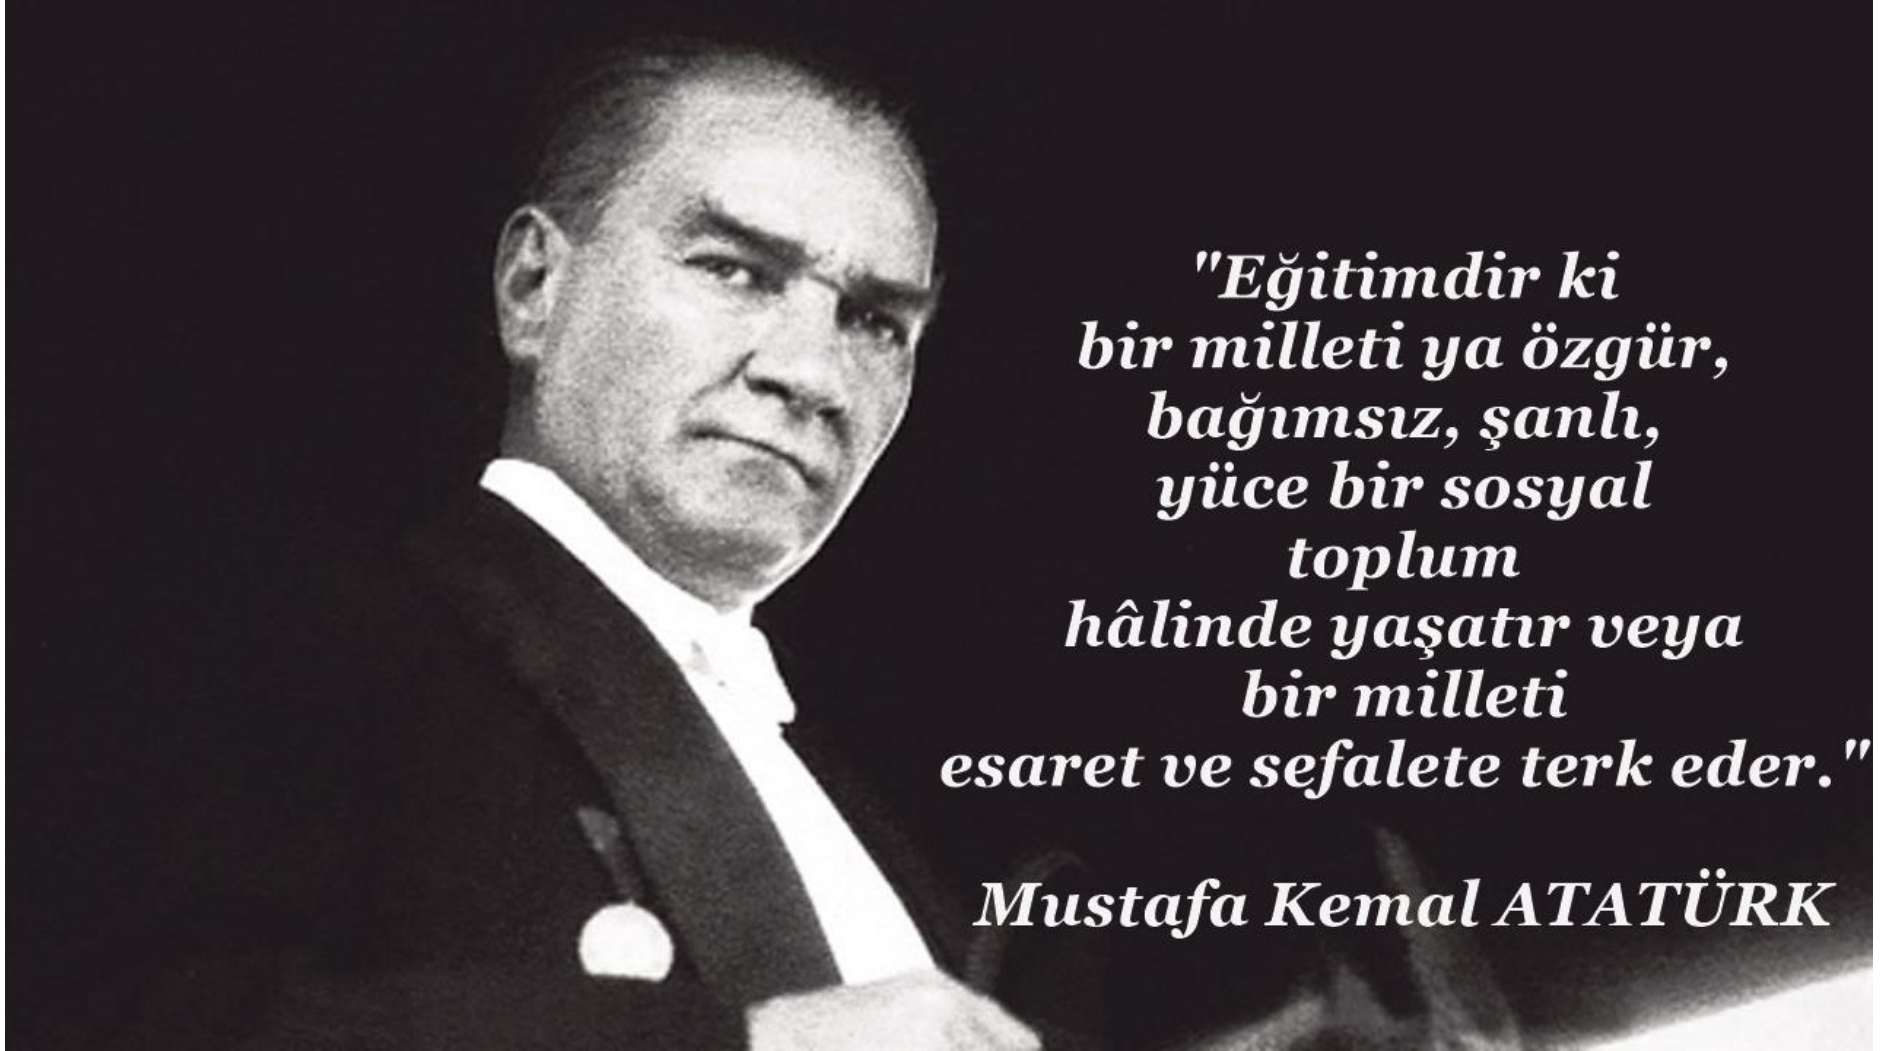 "Eğitimdir ki
bir milleti ya özgür,
bağımsız, şanlı,
yüce bir sosyal
toplum
hâlinde yaşatır veya
bir milleti
esaret ve sefalete terk eder."
Mustafa Kemal ATATÜRK